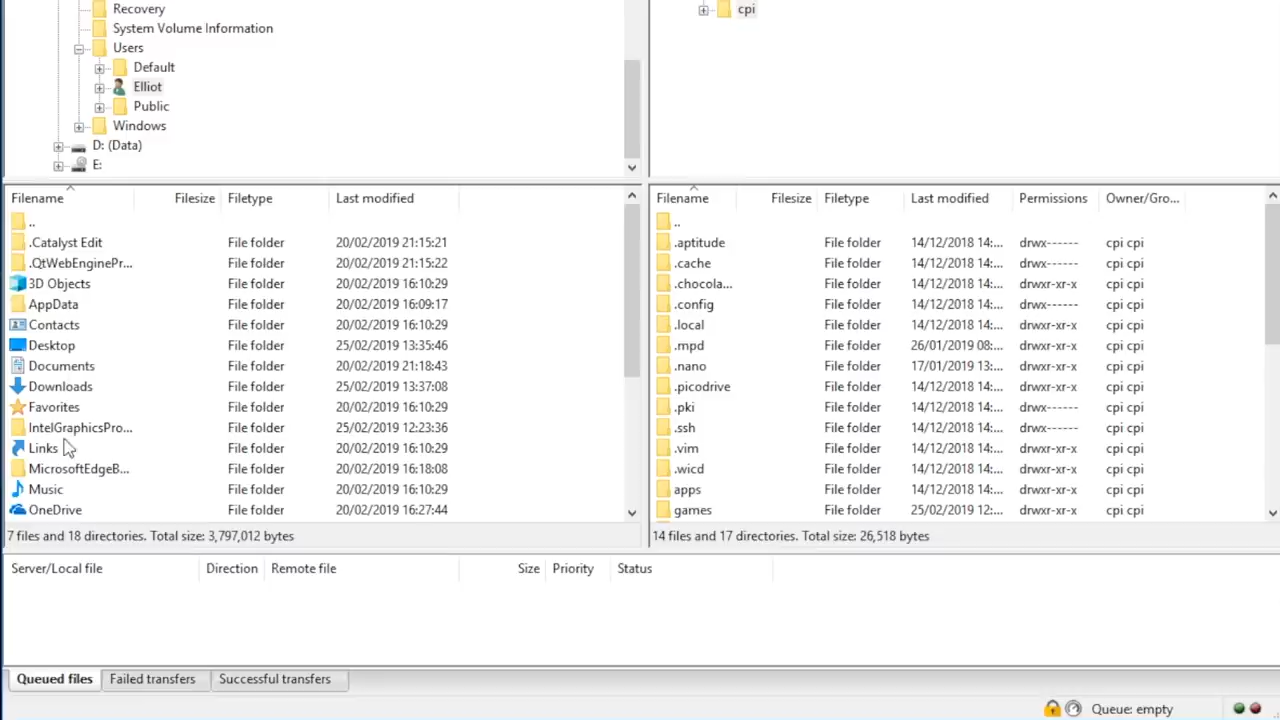 Recovery
System Volume Information
Users
Default
Elliot
Public
Windows
D: (Data)
E:
cpi
Filename Filesize Filetype Last modified
..
.Catalyst Edit File folder 20/02/2019 21:15:21
.QtWebEnginePr... File folder 20/02/2019 21:15:22
3D Objects File folder 20/02/2019 16:10:29
AppData File folder 20/02/2019 16:09:17
Contacts File folder 20/02/2019 16:10:29
Desktop File folder 25/02/2019 13:35:46
Documents File folder 20/02/2019 21:18:43
Downloads File folder 25/02/2019 13:37:08
Favorites File folder 20/02/2019 16:10:29
IntelGraphicsPro... File folder 25/02/2019 12:23:36
Links File folder 20/02/2019 16:10:29
MicrosoftEdgeB... File folder 20/02/2019 16:18:08
Music File folder 20/02/2019 16:10:29
OneDrive File folder 20/02/2019 16:27:44
7 files and 18 directories. Total size: 3,797,012 bytes
Filename Filesize Filetype Last modified Permissions Owner/Gro...
..
.aptitude File folder 14/12/2018 14:... drwx------ cpi cpi
.cache File folder 14/12/2018 14:... drwx------ cpi cpi
.chocola... File folder 14/12/2018 14:... drwxr-xr-x cpi cpi
.config File folder 14/12/2018 14:... drwx------ cpi cpi
.local File folder 14/12/2018 14:... drwxr-xr-x cpi cpi
.mpd File folder 26/01/2019 08:... drwxr-xr-x cpi cpi
.nano File folder 17/01/2019 13:... drwxr-xr-x cpi cpi
.picodrive File folder 14/12/2018 14:... drwxr-xr-x cpi cpi
.pki File folder 14/12/2018 14:... drwx------ cpi cpi
.ssh File folder 14/12/2018 14:... drwx------ cpi cpi
.vim File folder 14/12/2018 14:... drwxr-xr-x cpi cpi
.wicd File folder 14/12/2018 14:... drwxr-xr-x cpi cpi
apps File folder 14/12/2018 14:... drwxr-xr-x cpi cpi
games File folder 25/02/2019 12:... drwxr-xr-x cpi cpi
14 files and 17 directories. Total size: 26,518 bytes
Server/Local file Direction Remote file Size Priority Status
Queued files Failed transfers Successful transfers
Queue: empty